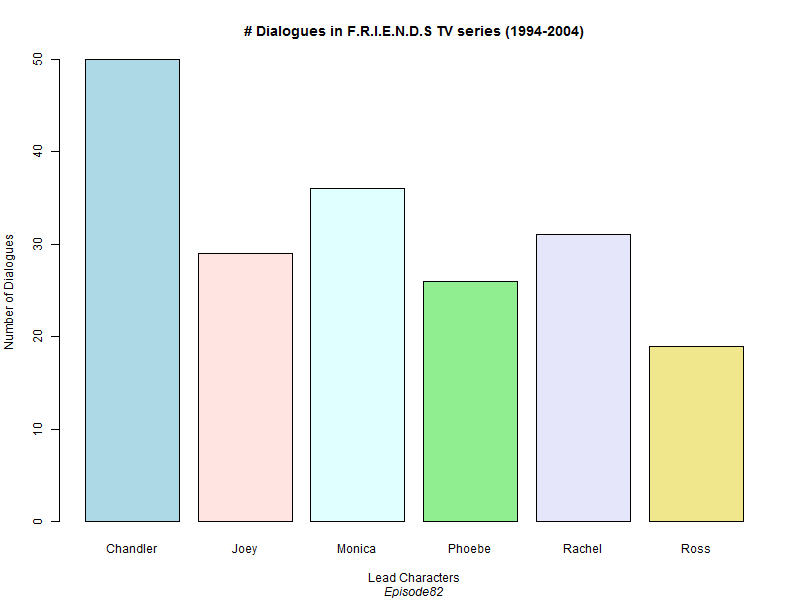 # Dialogues in F.R.I.E.N.D.S TV series (1994-2004)
Number of Dialogues
50
40
30
20
10
0
Chandler Joey Monica Phoebe Rachel Ross
Lead Characters
Episode82